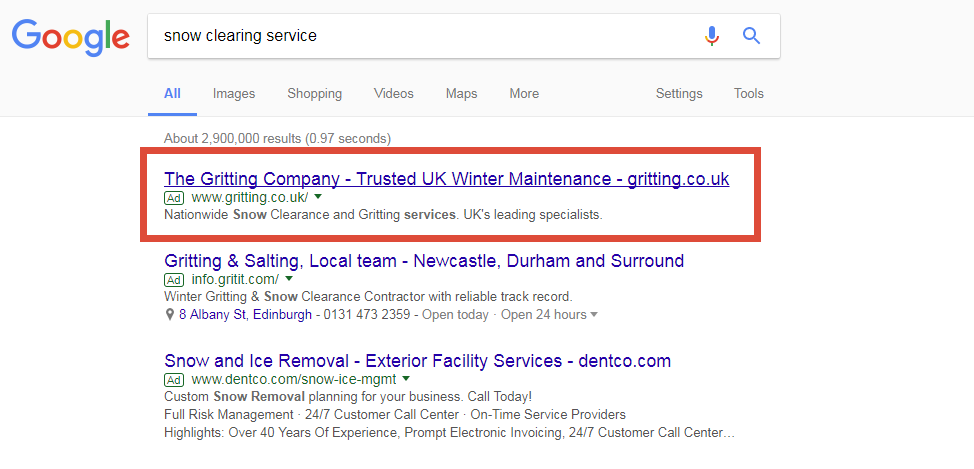 Google
snow clearing service
All Images Shopping Videos Maps More Settings Tools
About 2,900,000 results (0.97 seconds)
The Gritting Company - Trusted UK Winter Maintenance - gritting.co.uk
Ad www.gritting.co.uk/
Nationwide Snow Clearance and Gritting services. UK's leading specialists.
Gritting & Salting, Local team - Newcastle, Durham and Surround
Ad info.gritit.com/
Winter Gritting & Snow Clearance Contractor with reliable track record.
8 Albany St, Edinburgh - 0131 473 2359 - Open today · Open 24 hours
Snow and Ice Removal - Exterior Facility Services - dentco.com
Ad www.dentco.com/snow-ice-mgmt
Custom Snow Removal planning for your business. Call Today!
Full Risk Management · 24/7 Customer Call Center · On-Time Service Providers
Highlights: Over 40 Years Of Experience, Prompt Electronic Invoicing, 24/7 Customer Call Center…